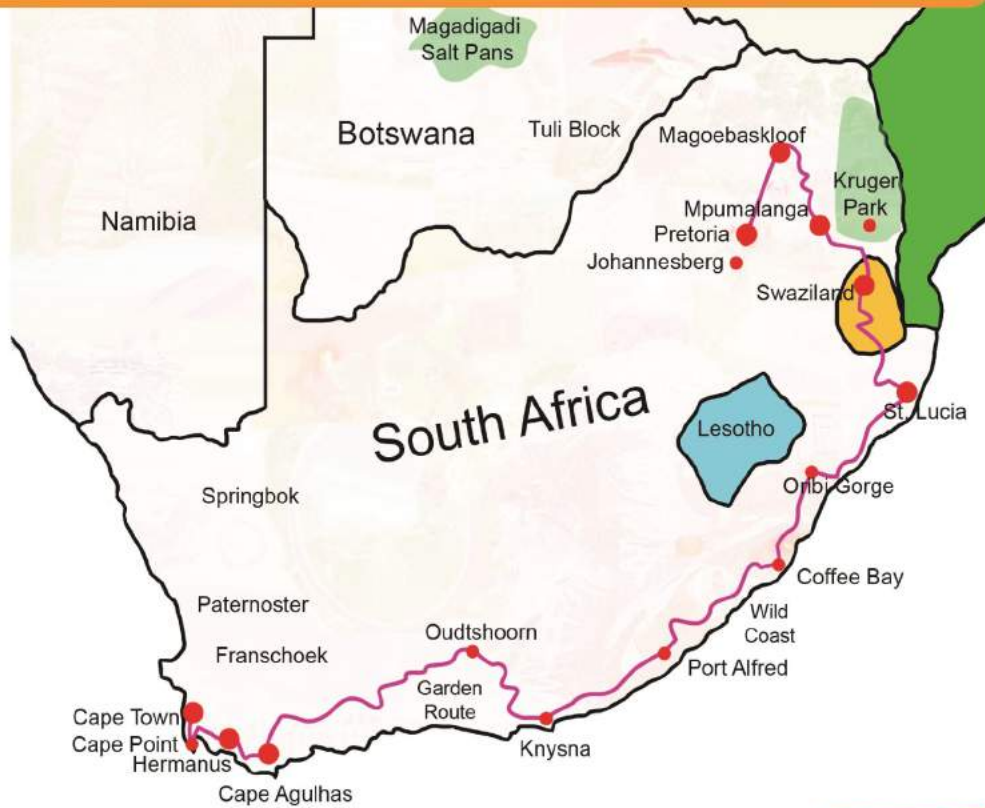 Magadigadi
Salt Pans
Botswana
Tuli Block
Magoebaskloof
Namibia
Kruger
Park
Mpumalanga
Pretoria
Johannesberg
Swaziland
South Africa
Lesotho
St. Lucia
Oribi Gorge
Springbok
Coffee Bay
Paternoster
Wild
Coast
Franschoek
Oudtshoorn
Port Alfred
Garden
Route
Cape Town
Cape Point
Hermanus
Knysna
Cape Agulhas